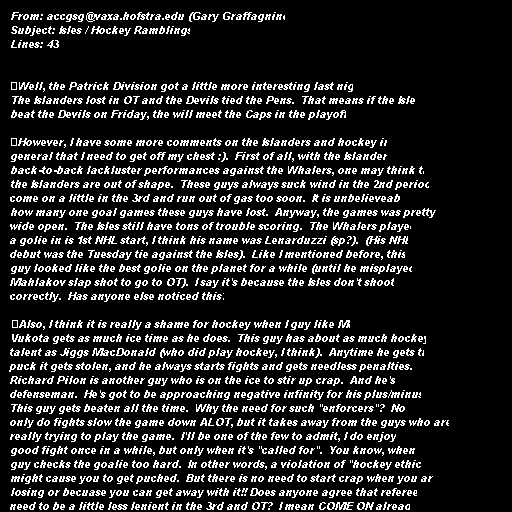 From: accgsg@vaxa.hofstra.edu (Gary Graffagnino
Subject: Isles / Hockey Ramblings
Lines: 43
Well, the Patrick Division got a little more interesting last nig
The Islanders lost in OT and the Devils tied the Pens. That means if the Isle
beat the Devils on Friday, the will meet the Caps in the playof
However, I have some more comments on the Islanders and hockey in
general that I need to get off my chest :). First of all, with the Islander
back-to-back lackluster performances against the Whalers, one may think t
the Islanders are out of shape. These guys always suck wind in the 2nd period
come on a little in the 3rd and run out of gas too soon. It is unbelieveab
how many one goal games these guys have lost. Anyway, the games was pretty
wide open. The Isles still have tons of trouble scoring. The Whalers playe
a golie in is 1st NHL start, I think his name was Lenarduzzi (sp?). (His NHL
debut was the Tuesday tie against the Isles). Like I mentioned before, this
guy looked like the best golie on the planet for a while (until he misplayed
Mahlakov slap shot to go to OT). I say it's because the Isles don't shoot
correctly. Has anyone else noticed this
Also, I think it is really a shame for hockey when I guy like Mi
Vukota gets as much ice time as he does. This guy has about as much hockey
talent as Jiggs MacDonald (who did play hockey, I think). Anytime he gets t
puck it gets stolen, and he always starts fights and gets needless penalties.
Richard Pilon is another guy who is on the ice to stir up crap. And he's
defenseman. He's got to be approaching negative infinity for his plus/minus
This guy gets beaten all the time. Why the need for such "enforcers"? No
only do fights slow the game down ALOT, but it takes away from the guys who are
really trying to play the game. I'll be one of the few to admit, I do enjoy
good fight once in a while, but only when it's "called for". You know, when
guy checks the goalie too hard. In other words, a violation of "hockey ethic
might cause you to get puched. But there is no need to start crap when you ar
losing or becuase you can get away with it!! Does anyone agree that referee
need to be a little less lenient in the 3rd and OT? I mean COME ON alread